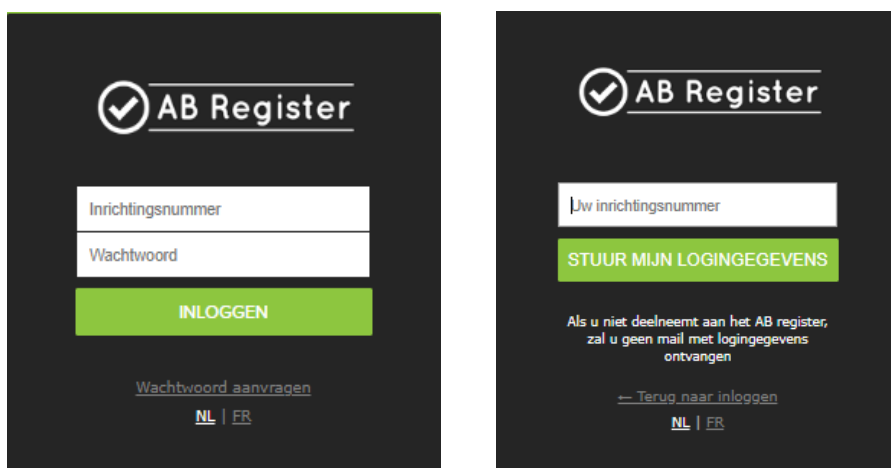 AB Register
Inrichtingsnummer
Wachtwoord
INLOGGEN
Wachtwoord aanvragen
NL | FR
AB Register
Uw inrichtingsnummer
STUUR MIJN LOGINGEGEVENS
Als u niet deelneemt aan het AB register,
zal u geen mail met logingegevens
ontvangen
← Terug naar inloggen
NL | FR